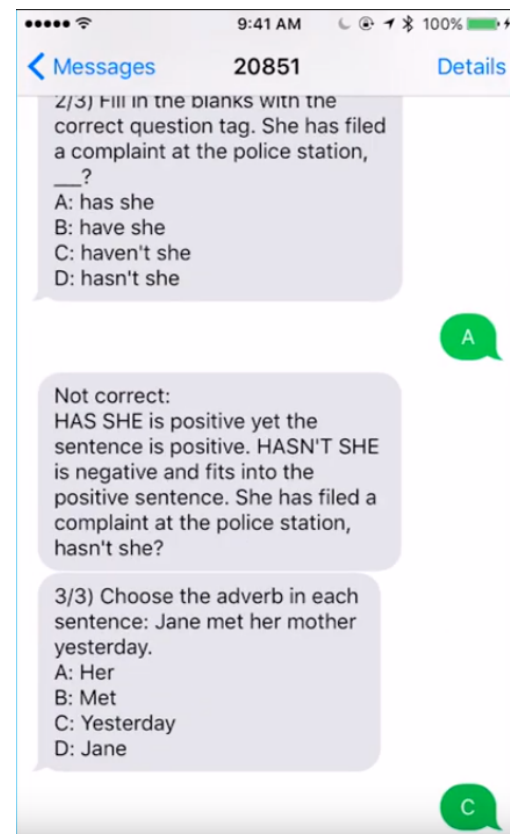 9:41 AM 100%
Messages 20851 Details
2/3) Fill in the blanks with the
correct question tag. She has filed
a complaint at the police station,
___?
A: has she
B: have she
C: haven't she
D: hasn't she
A
Not correct:
HAS SHE is positive yet the
sentence is positive. HASN'T SHE
is negative and fits into the
positive sentence. She has filed a
complaint at the police station,
hasn't she?
3/3) Choose the adverb in each
sentence: Jane met her mother
yesterday.
A: Her
B: Met
C: Yesterday
D: Jane
C